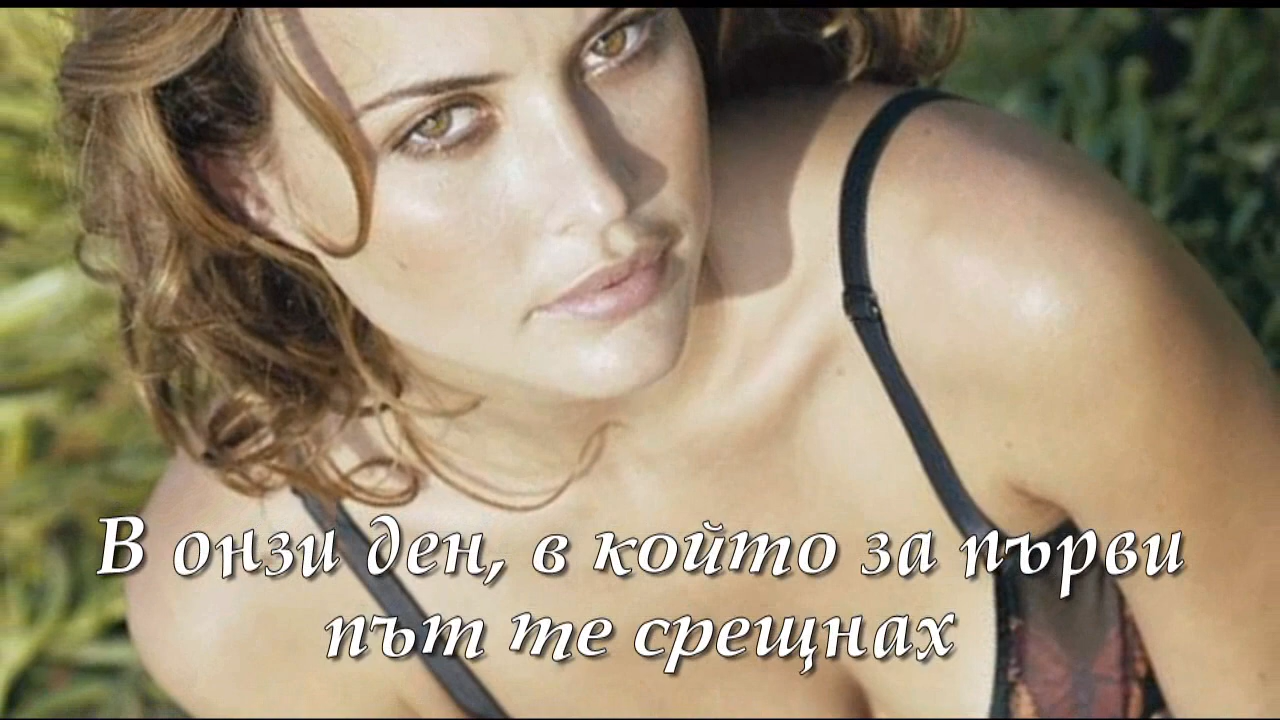 В онзи ден, в който за първи
път те срещнах